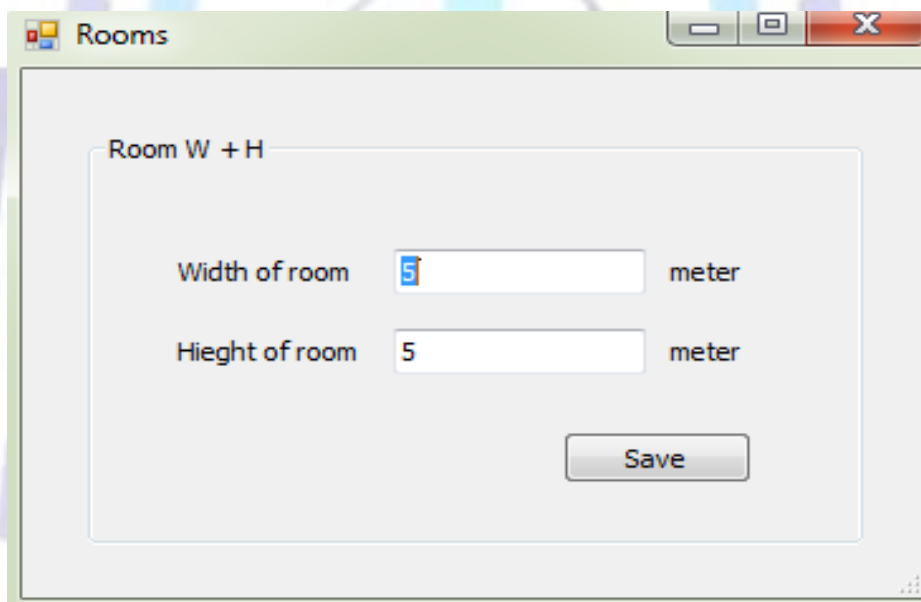 Rooms
Room W + H
Width of room 5 meter
Hieght of room 5 meter
Save